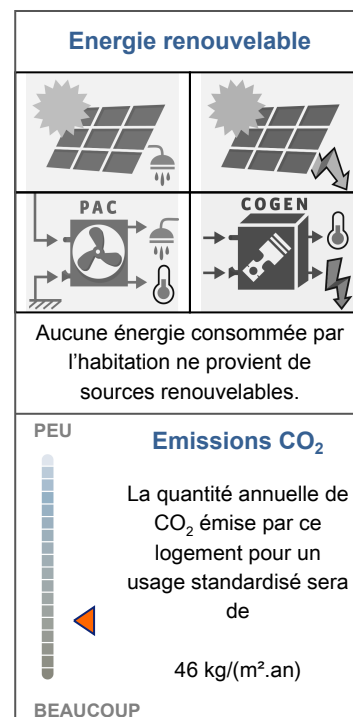 Energie renouvelable
PAC
COGEN
Aucune énergie consommée par
l'habitation ne provient de
sources renouvelables.
PEU
Emissions CO₂
La quantité annuelle de
CO₂ émise par ce
logement pour un
usage standardisé sera
de
46 kg/(m².an)
BEAUCOUP